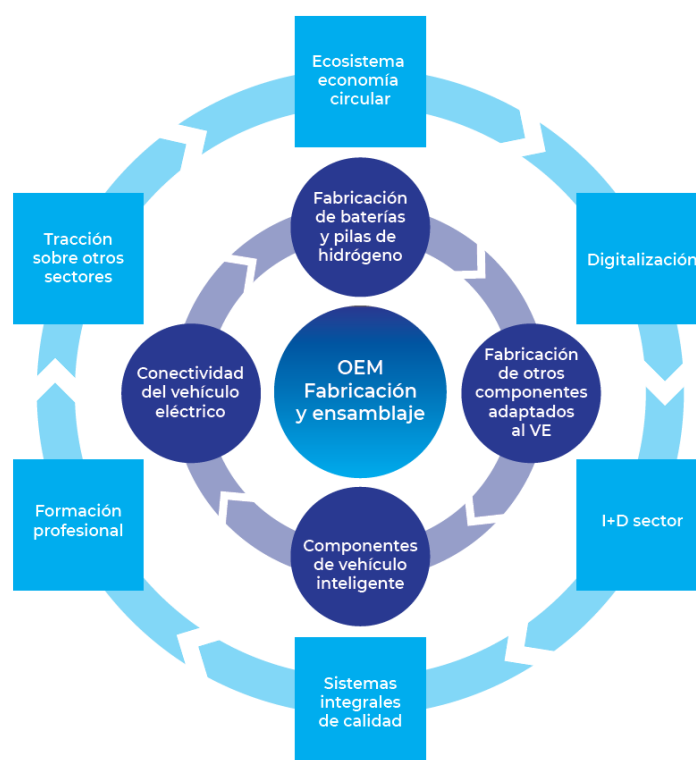 Ecosistema
economía
circular
Fabricación
de baterías
y pilas de
hidrógeno
Tracción
sobre otros
sectores
Digitalización
Conectividad
del vehículo
eléctrico
OEM
Fabricación
y ensamblaje
Fabricación
de otros
componentes
adaptados
al VE
Formación
profesional
I+D sector
Componentes
de vehículo
inteligente
Sistemas
integrales
de calidad